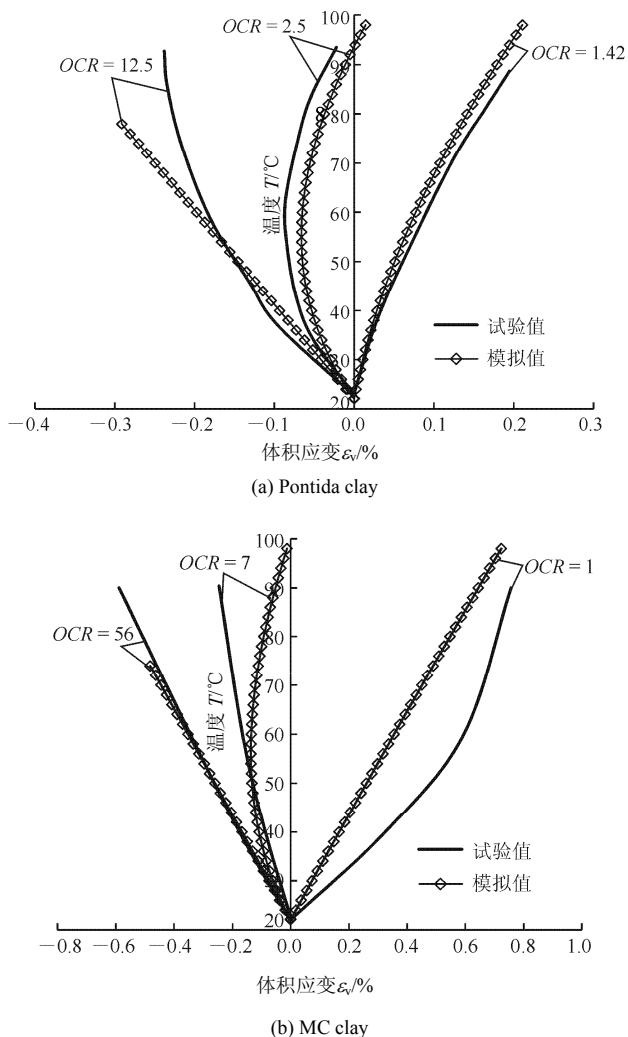 100
OCR = 2.5
OCR = 12.5
90
OCR = 1.42
80
70
温度 T/℃
60
50
40
试验值
模拟值
30
20
−0.4 −0.3 −0.2 −0.1 0.0 0.1 0.2 0.3
体积应变εv/%
(a) Pontida clay
100
OCR = 7
90
OCR = 1
80
OCR = 56
70
温度 T/℃
60
50
40
试验值
模拟值
30
20
−0.8 −0.6 −0.4 −0.2 0.0 0.2 0.4 0.6 0.8 1.0
体积应变εv/%
(b) MC clay